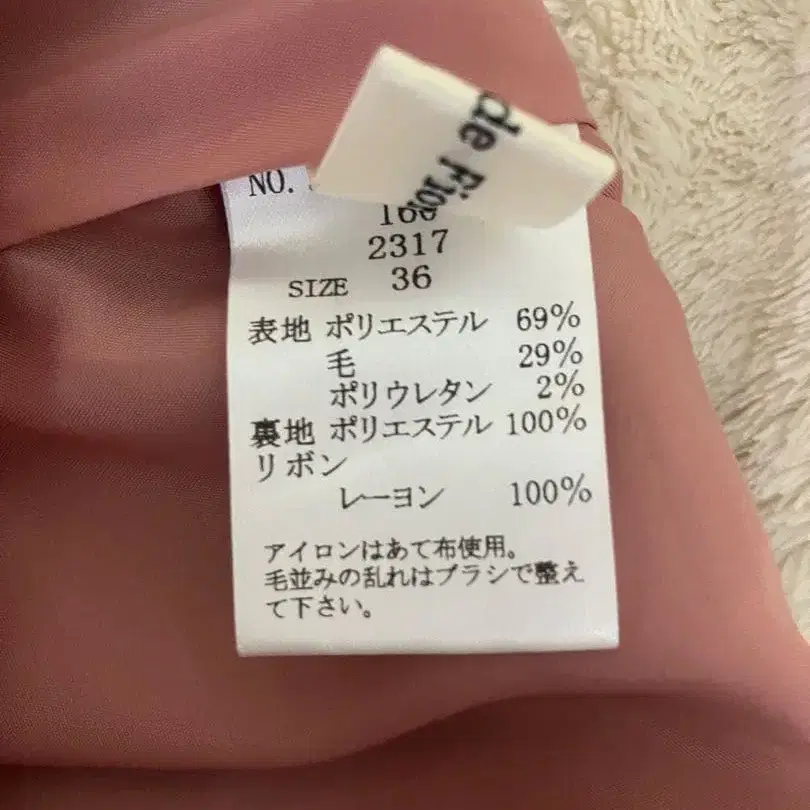 de Fior
NO.
160
2317
SIZE 36
表地 ポリエステル 69%
毛 29%
ポリウレタン 2%
裏地 ポリエステル 100%
リボン
レーヨン 100%
アイロンはあて布使用。
毛並みの乱れはブラシで整え
て下さい。